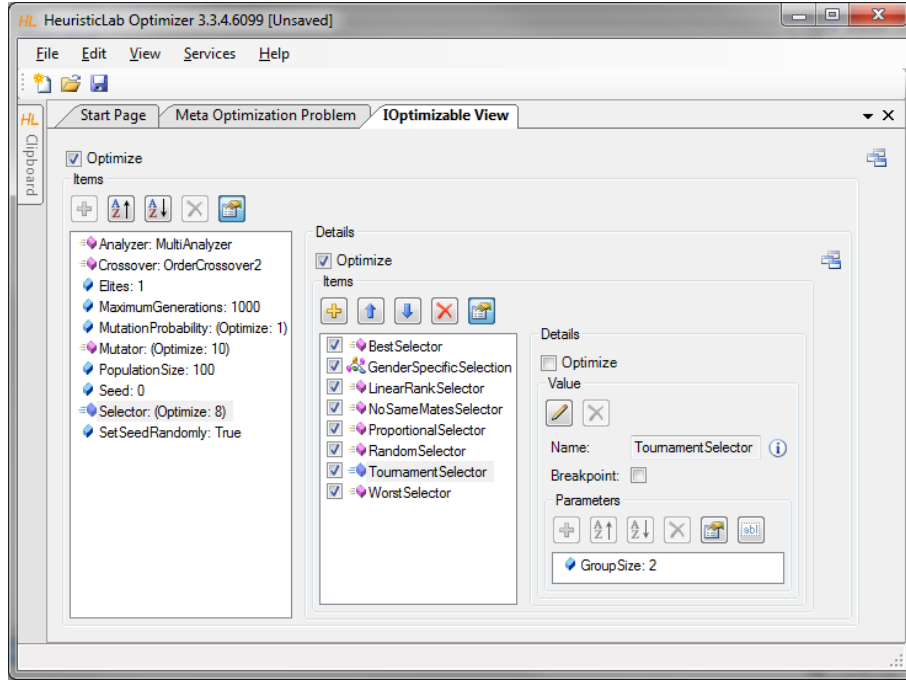 HL HeuristicLab Optimizer 3.3.4.6099 [Unsaved]
File Edit View Services Help
HL Clipboard
Start Page Meta Optimization Problem IOptimizable View
Optimize
Items
Analyzer: MultiAnalyzer
Crossover: OrderCrossover2
Elites: 1
MaximumGenerations: 1000
MutationProbability: (Optimize: 1)
Mutator: (Optimize: 10)
PopulationSize: 100
Seed: 0
Selector: (Optimize: 8)
SetSeedRandomly: True
Details
Optimize
Items
BestSelector
GenderSpecificSelection
LinearRankSelector
NoSameMatesSelector
ProportionalSelector
RandomSelector
TournamentSelector
WorstSelector
Details
Optimize
Value
Name: TournamentSelector
Breakpoint:
Parameters
abl
GroupSize: 2